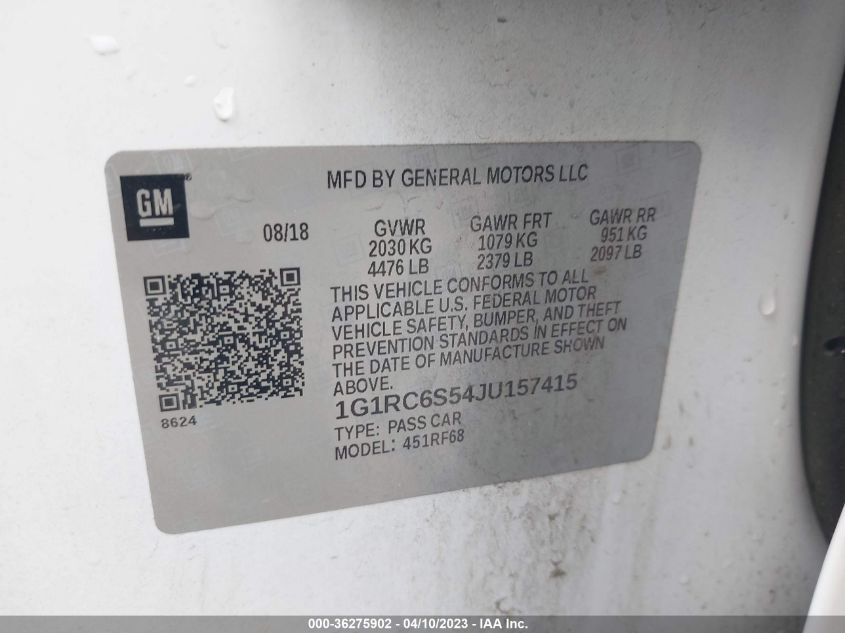 MFD BY GENERAL MOTORS LLC
GM
08/18
GVWR
2030 KG
4476 LB
GAWR FRT
1079 KG
2379 LB
GAWR RR
951 KG
2097 LB
THIS VEHICLE CONFORMS TO ALL
APPLICABLE U.S. FEDERAL MOTOR
VEHICLE SAFETY, BUMPER, AND THEFT
PREVENTION STANDARDS IN EFFECT ON
THE DATE OF MANUFACTURE SHOWN
ABOVE.
1G1RC6S54JU157415
TYPE: PASS CAR
MODEL: 451RF68
8624
000-36275902 - 04/10/2023 - IAA Inc.